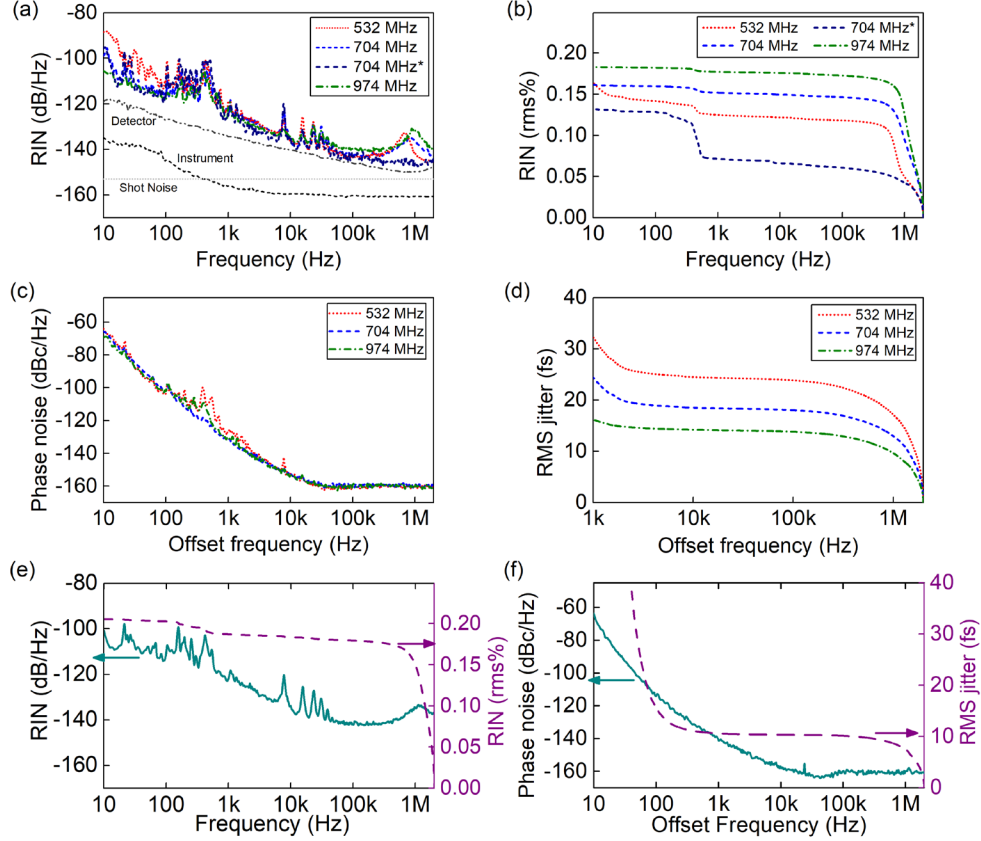 (a)
532 MHz
704 MHz
704 MHz*
974 MHz
Detector
Instrument
Shot Noise
RIN (dB/Hz)
-80
-100
-120
-140
-160
10 100 1k 10k 100k 1M
Frequency (Hz)
(b)
532 MHz 704 MHz*
704 MHz 974 MHz
RIN (rms%)
0.20
0.15
0.10
0.05
0.00
10 100 1k 10k 100k 1M
Frequency (Hz)
(c)
532 MHz
704 MHz
974 MHz
Phase noise (dBc/Hz)
-60
-80
-100
-120
-140
-160
10 100 1k 10k 100k 1M
Offset frequency (Hz)
(d)
532 MHz
704 MHz
974 MHz
RMS jitter (fs)
40
30
20
10
0
1k 10k 100k 1M
Offset frequency (Hz)
(e)
RIN (dB/Hz)
-80
-100
-110
-140
-170
10 100 1k 10k 100k 1M
Frequency (Hz)
0.20
0.15
0.10
0.05
0.00
RIN (rms%)
(f)
Phase noise (dBc/Hz)
-60
-80
-100
-120
-140
-160
10 100 1k 10k 100k 1M
Offset Frequency (Hz)
40
30
20
10
0
RMS jitter (fs)